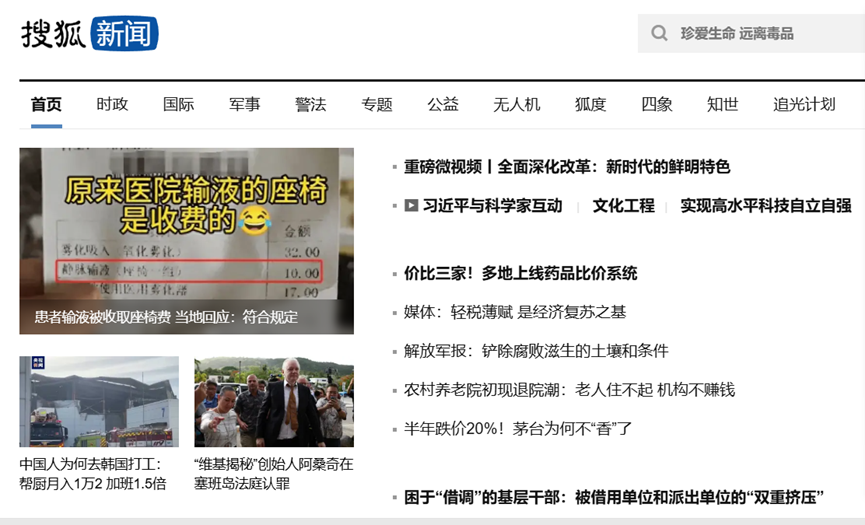 搜狐 新闻
珍爱生命 远离毒品
首页 时政 国际 军事 警法 专题 公益 无人机 狐度 四象 知世 追光计划
原来医院输液的座椅
是收费的
金额
雾化吸入(氧化雾化) 32.00
静脉输液(座椅一般) 10.00
17.00
患者输液被收取座椅费 当地回应：符合规定
中国人为何去韩国打工：
帮厨月入1万2 加班1.5倍
“维基揭秘”创始人阿桑奇在
塞班岛法庭认罪
重磅微视频丨全面深化改革：新时代的鲜明特色
习近平与科学家互动 | 文化工程 | 实现高水平科技自立自强
价比三家！多地上线药品比价系统
媒体：轻税薄赋 是经济复苏之基
解放军报：铲除腐败滋生的土壤和条件
农村养老院初现退院潮：老人住不起 机构不赚钱
半年跌价20%！茅台为何不“香”了
困于“借调”的基层干部：被借用单位和派出单位的“双重挤压”